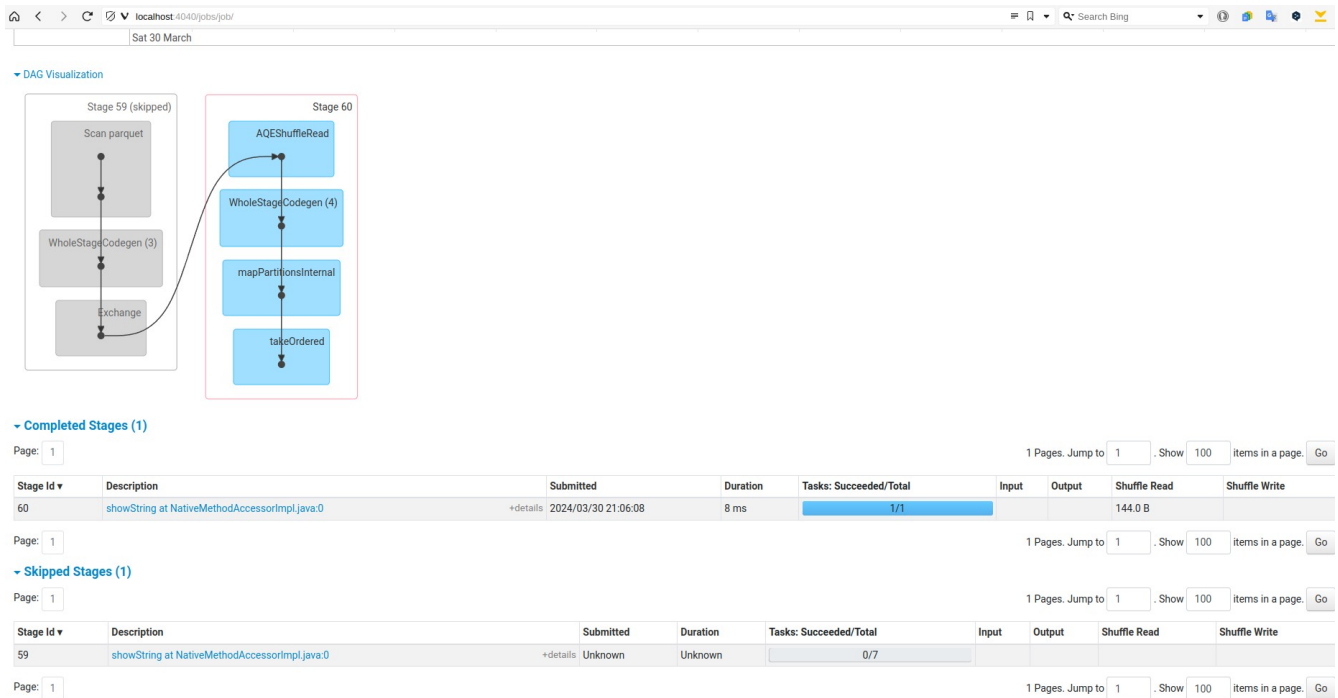 localhost:4040/jobs/job/
Search Bing
Sat 30 March
DAG Visualization
Stage 59 (skipped)
Stage 60
Scan parquet
WholeStageCodegen (3)
Exchange
AQEShuffleRead
WholeStageCodegen (4)
mapPartitionsInternal
takeOrdered
Completed Stages (1)
Page: 1
1 Pages. Jump to 1 . Show 100 items in a page. Go
Stage Id ▾ Description Submitted Duration Tasks: Succeeded/Total Input Output Shuffle Read Shuffle Write
60 showString at NativeMethodAccessorImpl.java:0 +details 2024/03/30 21:06:08 8 ms 1/1 144.0 B
Page: 1
1 Pages. Jump to 1 . Show 100 items in a page. Go
Skipped Stages (1)
Page: 1
1 Pages. Jump to 1 . Show 100 items in a page. Go
Stage Id ▾ Description Submitted Duration Tasks: Succeeded/Total Input Output Shuffle Read Shuffle Write
59 showString at NativeMethodAccessorImpl.java:0 +details Unknown Unknown 0/7
Page: 1
1 Pages. Jump to 1 . Show 100 items in a page. Go